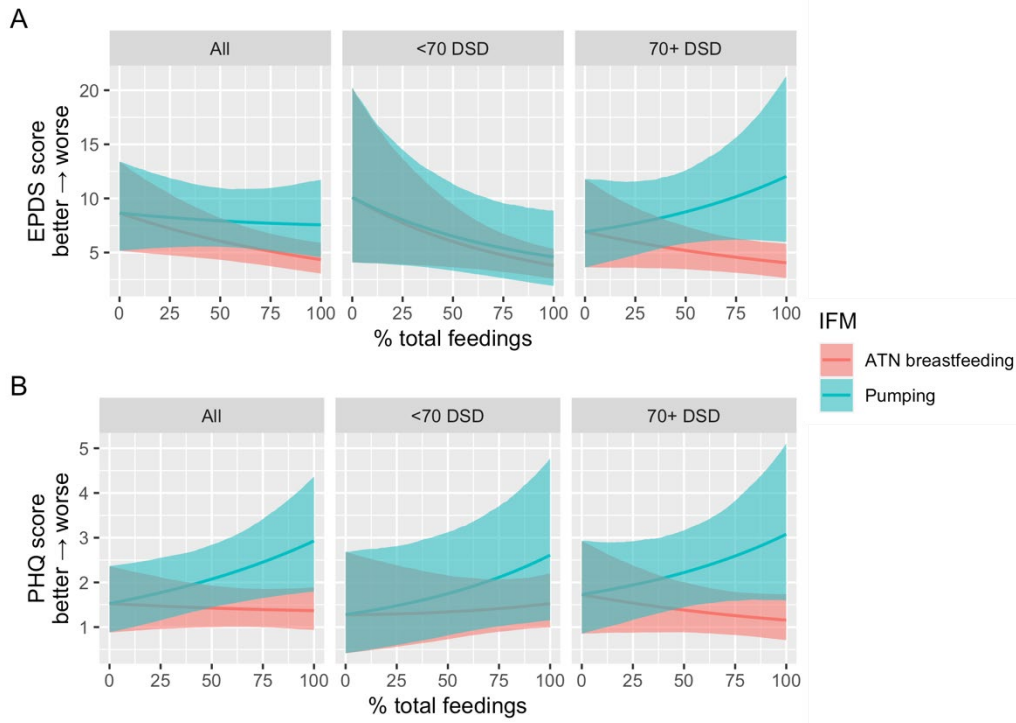 A
All
<70 DSD
70+ DSD
EPDS score
better → worse
20
15
10
5
0 25 50 75 100
0 25 50 75 100
0 25 50 75 100
% total feedings
IFM
ATN breastfeeding
Pumping
B
All
<70 DSD
70+ DSD
PHQ score
better → worse
5
4
3
2
1
0 25 50 75 100
0 25 50 75 100
0 25 50 75 100
% total feedings